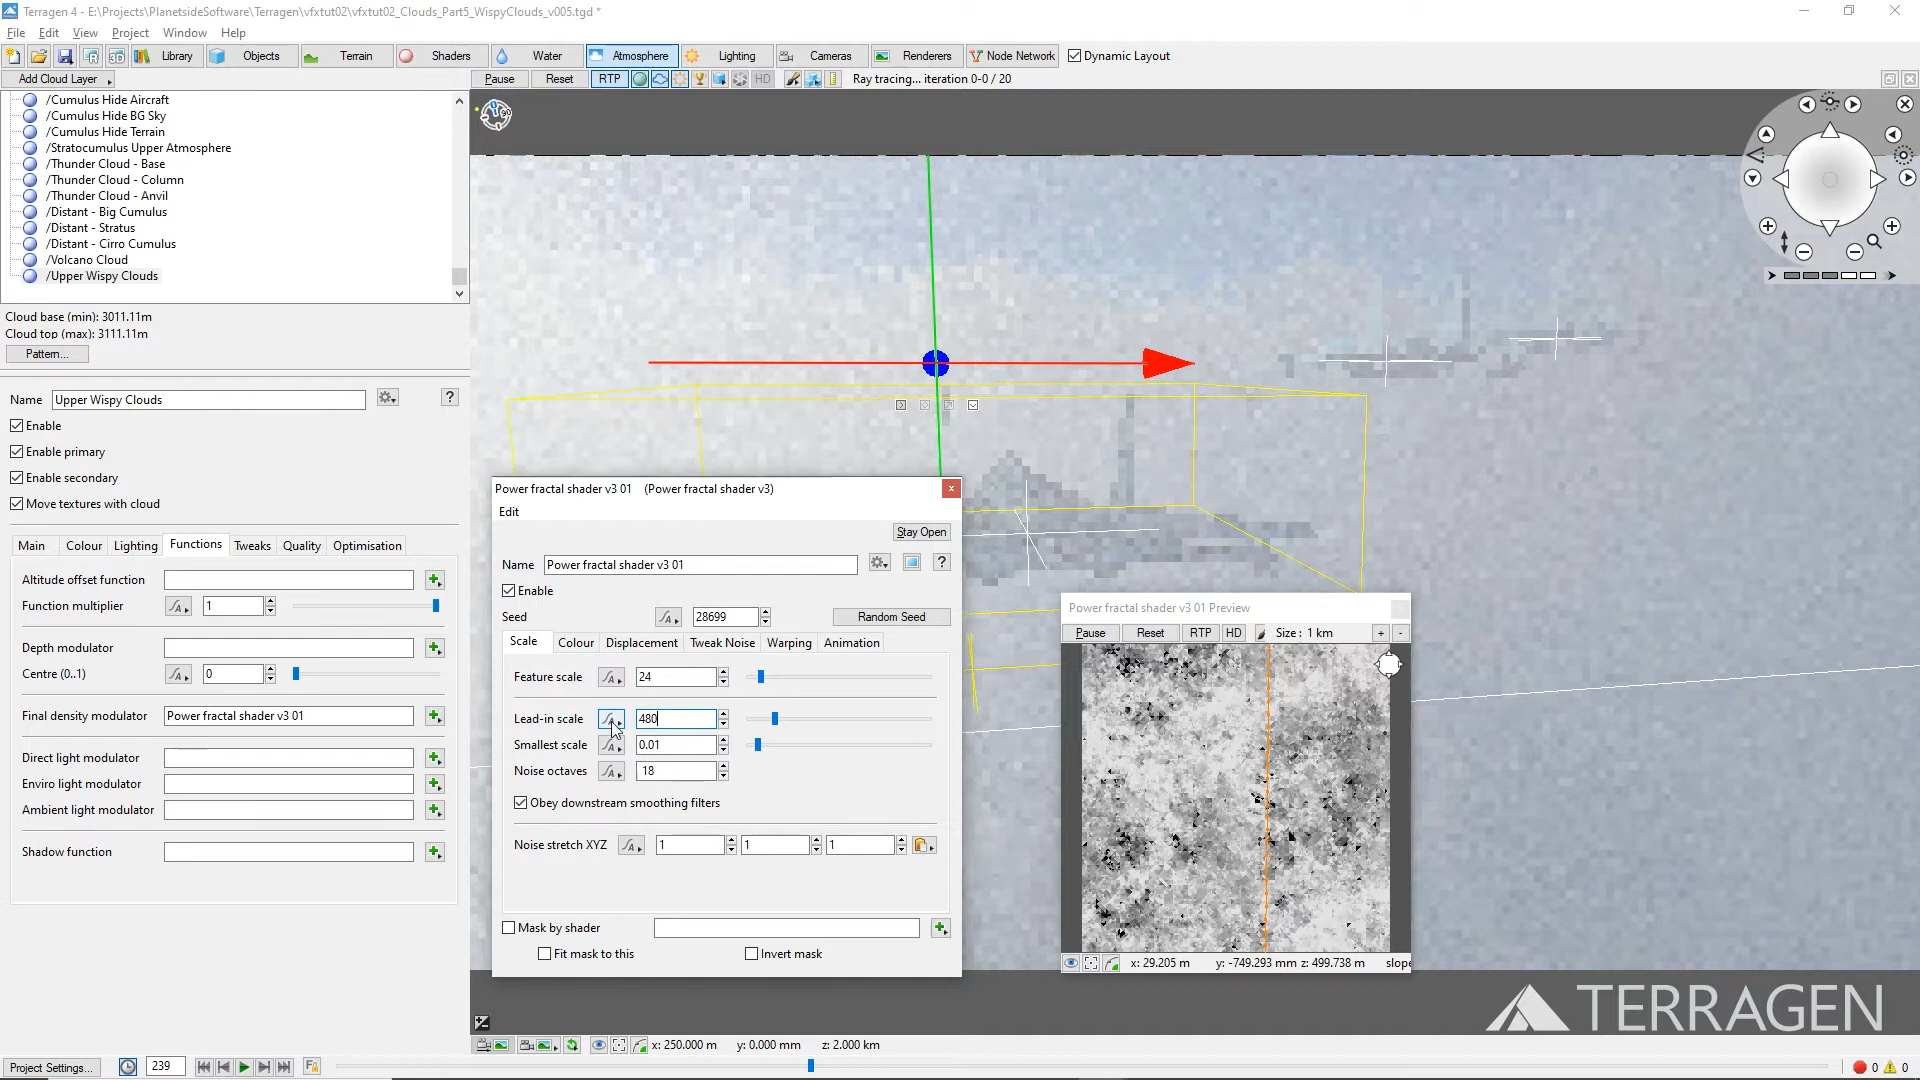 Terragen 4 - E:\Projects\PlanetsideSoftware\Terragen\vfxtut02\vfxtut02_Clouds_Part5_WispyClouds_v005.tgd *
File Edit View Project Window Help
Library Objects Terrain Shaders Water Atmosphere Lighting Cameras Renderers Node Network Dynamic Layout
Add Cloud Layer
Pause Reset RTP HD Ray tracing... iteration 0-0 / 20
/Cumulus Hide Aircraft
/Cumulus Hide BG Sky
/Cumulus Hide Terrain
/Stratocumulus Upper Atmosphere
/Thunder Cloud - Base
/Thunder Cloud - Column
/Thunder Cloud - Anvil
/Distant - Big Cumulus
/Distant - Stratus
/Distant - Cirro Cumulus
/Volcano Cloud
/Upper Wispy Clouds
Cloud base (min): 3011.11m
Cloud top (max): 3111.11m
Pattern...
Name Upper Wispy Clouds ?
Enable
Enable primary
Enable secondary
Move textures with cloud
Main Colour Lighting Functions Tweaks Quality Optimisation
Altitude offset function
Function multiplier 1
Depth modulator
Centre (0..1) 0
Final density modulator Power fractal shader v3 01
Direct light modulator
Enviro light modulator
Ambient light modulator
Shadow function
Power fractal shader v3 01 (Power fractal shader v3)
Edit
Stay Open
Name Power fractal shader v3 01 ?
Enable
Seed 28699 Random Seed
Scale Colour Displacement Tweak Noise Warping Animation
Feature scale 24
Lead-in scale 480
Smallest scale 0.01
Noise octaves 18
Obey downstream smoothing filters
Noise stretch XYZ 1 1 1
Mask by shader
Fit mask to this Invert mask
Power fractal shader v3 01 Preview
Pause Reset RTP HD Size: 1 km + -
x: 29.205 m y: -749.293 mm z: 499.738 m slope
TERRAGEN
x: 250.000 m y: 0.000 mm z: 2.000 km
Project Settings... 239 0 0